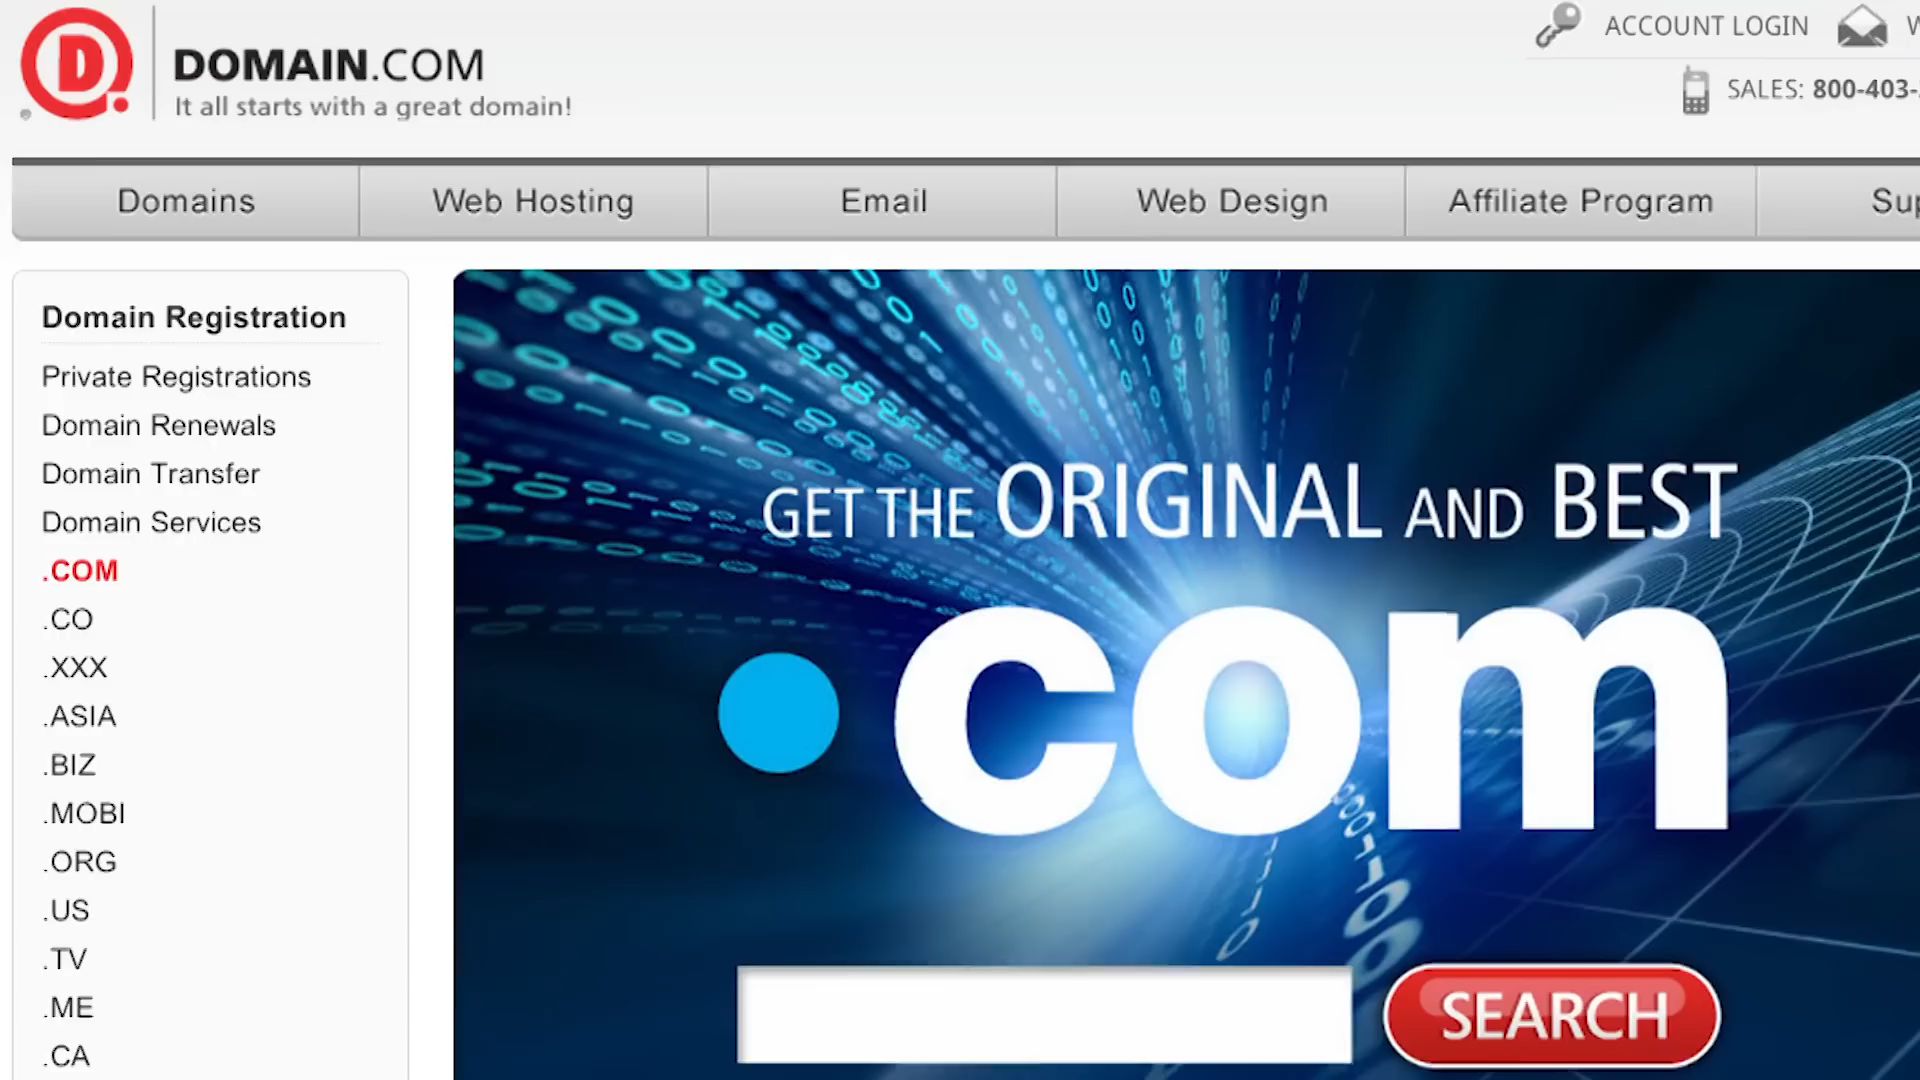 DOMAIN.COM
It all starts with a great domain!
ACCOUNT LOGIN
SALES: 800-403-
Domains
Web Hosting
Email
Web Design
Affiliate Program
Domain Registration
Private Registrations
Domain Renewals
Domain Transfer
Domain Services
.COM
.CO
.XXX
.ASIA
.BIZ
.MOBI
.ORG
.US
.TV
.ME
.CA
GET THE ORIGINAL AND BEST
.com
SEARCH